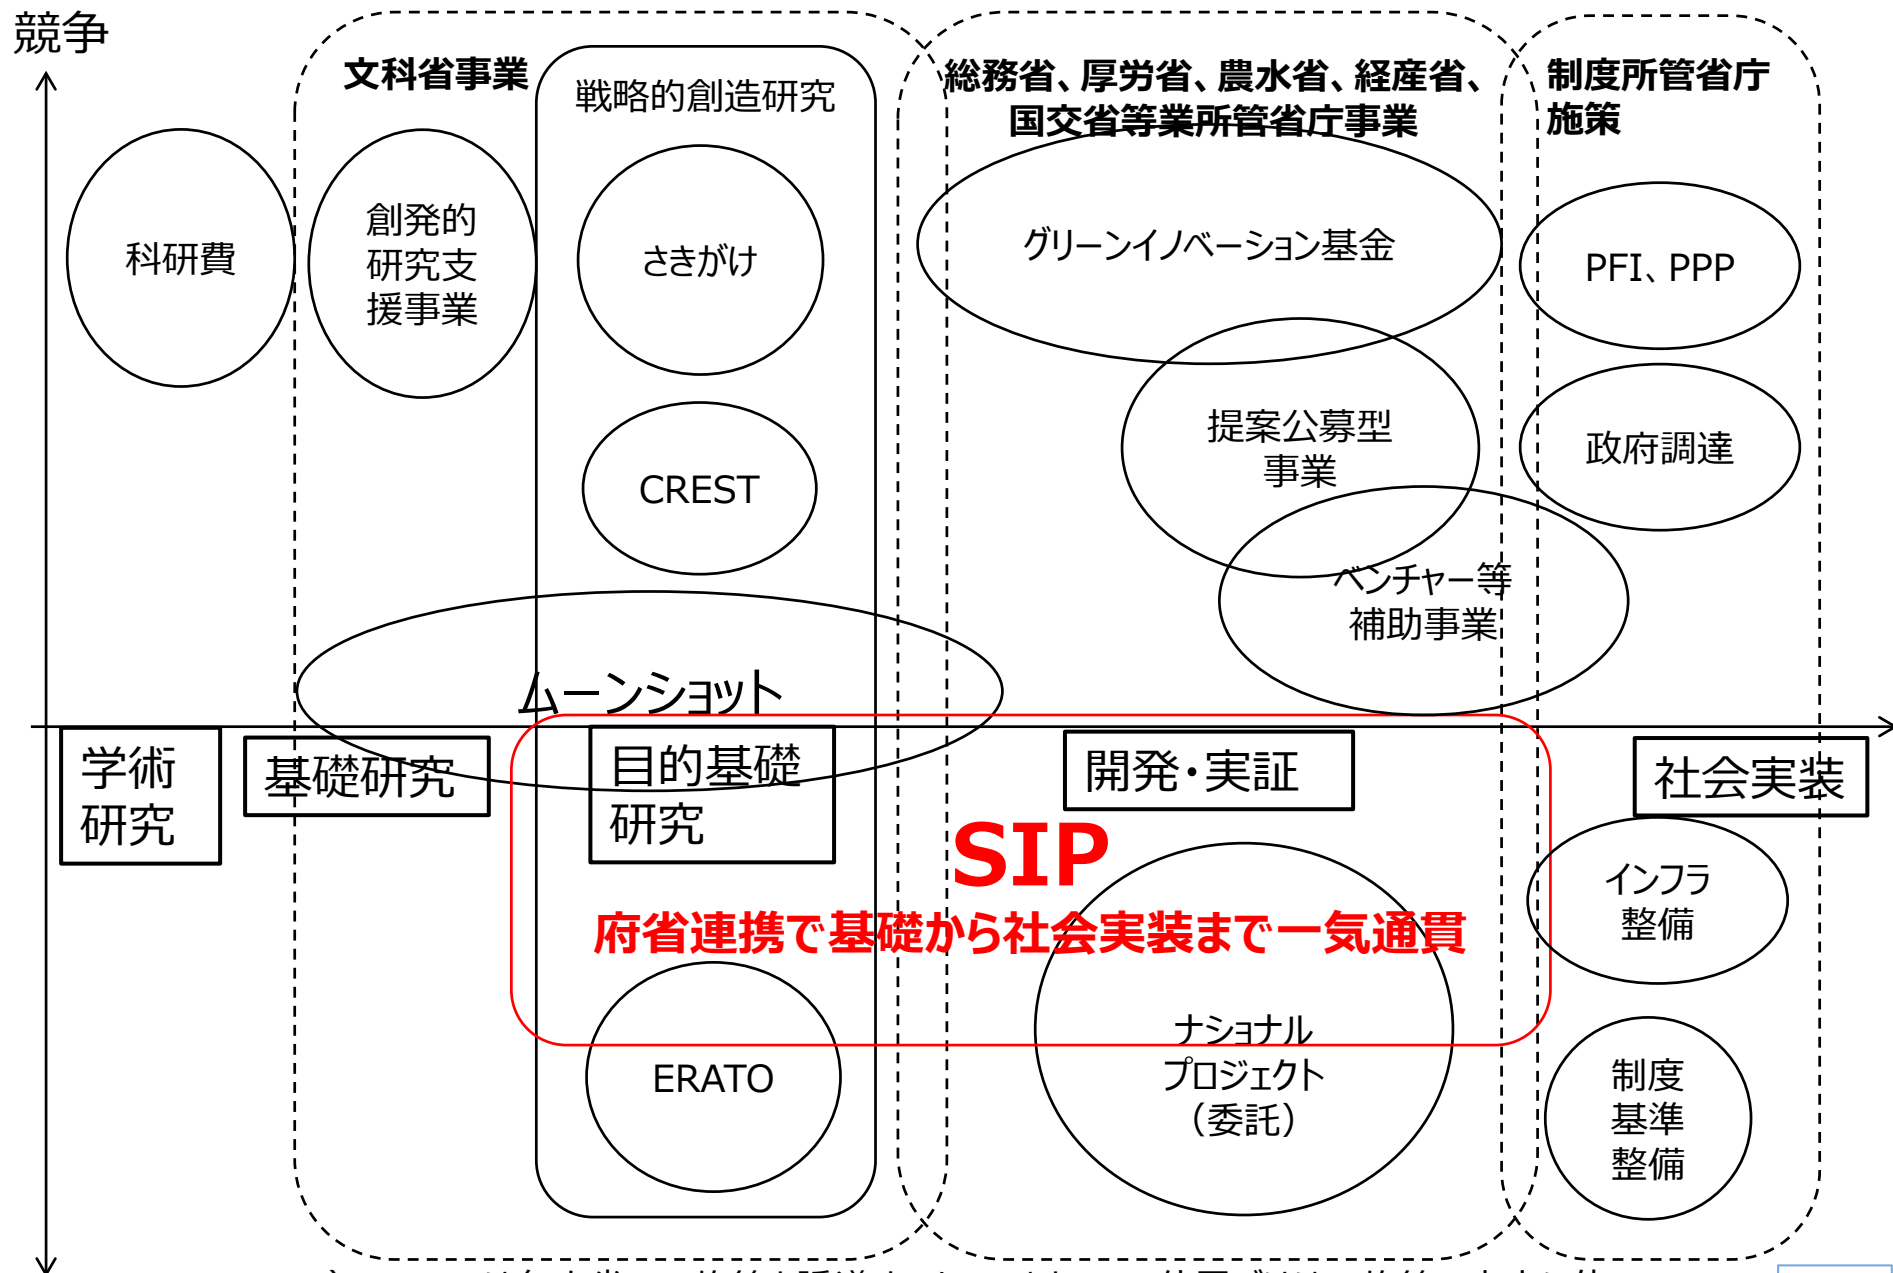 競争
文科省事業
戦略的創造研究
総務省、厚労省、農水省、経産省、
国交省等業所管省庁事業
制度所管省庁
施策
科研費
創発的
研究支
援事業
さきがけ
グリーンイノベーション基金
PFI、PPP
提案公募型
事業
政府調達
CREST
ベンチャー等
補助事業
ムーンショット
学術
研究
基礎研究
目的基礎
研究
開発・実証
社会実装
SIP
府省連携で基礎から社会実装まで一気通貫
インフラ
整備
ERATO
ナショナル
プロジェクト
（委託）
制度
基準
整備